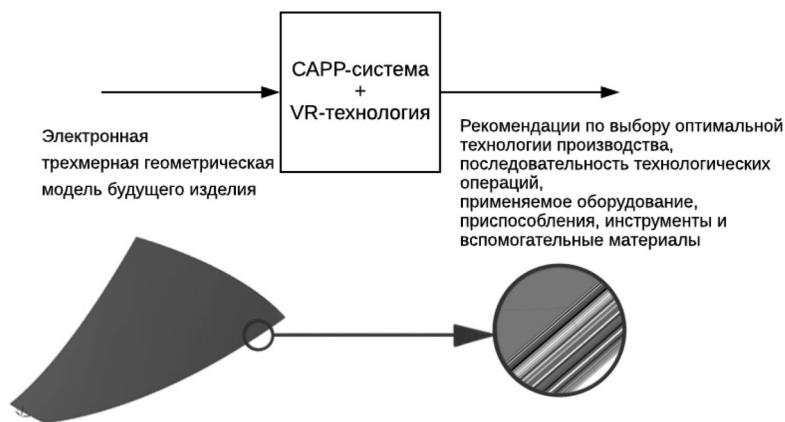 CAPP-система
+
VR-технология
Электронная
трехмерная геометрическая
модель будущего изделия
Рекомендации по выбору оптимальной
технологии производства,
последовательность технологических
операций,
применяемое оборудование,
приспособления, инструменты и
вспомогательные материалы